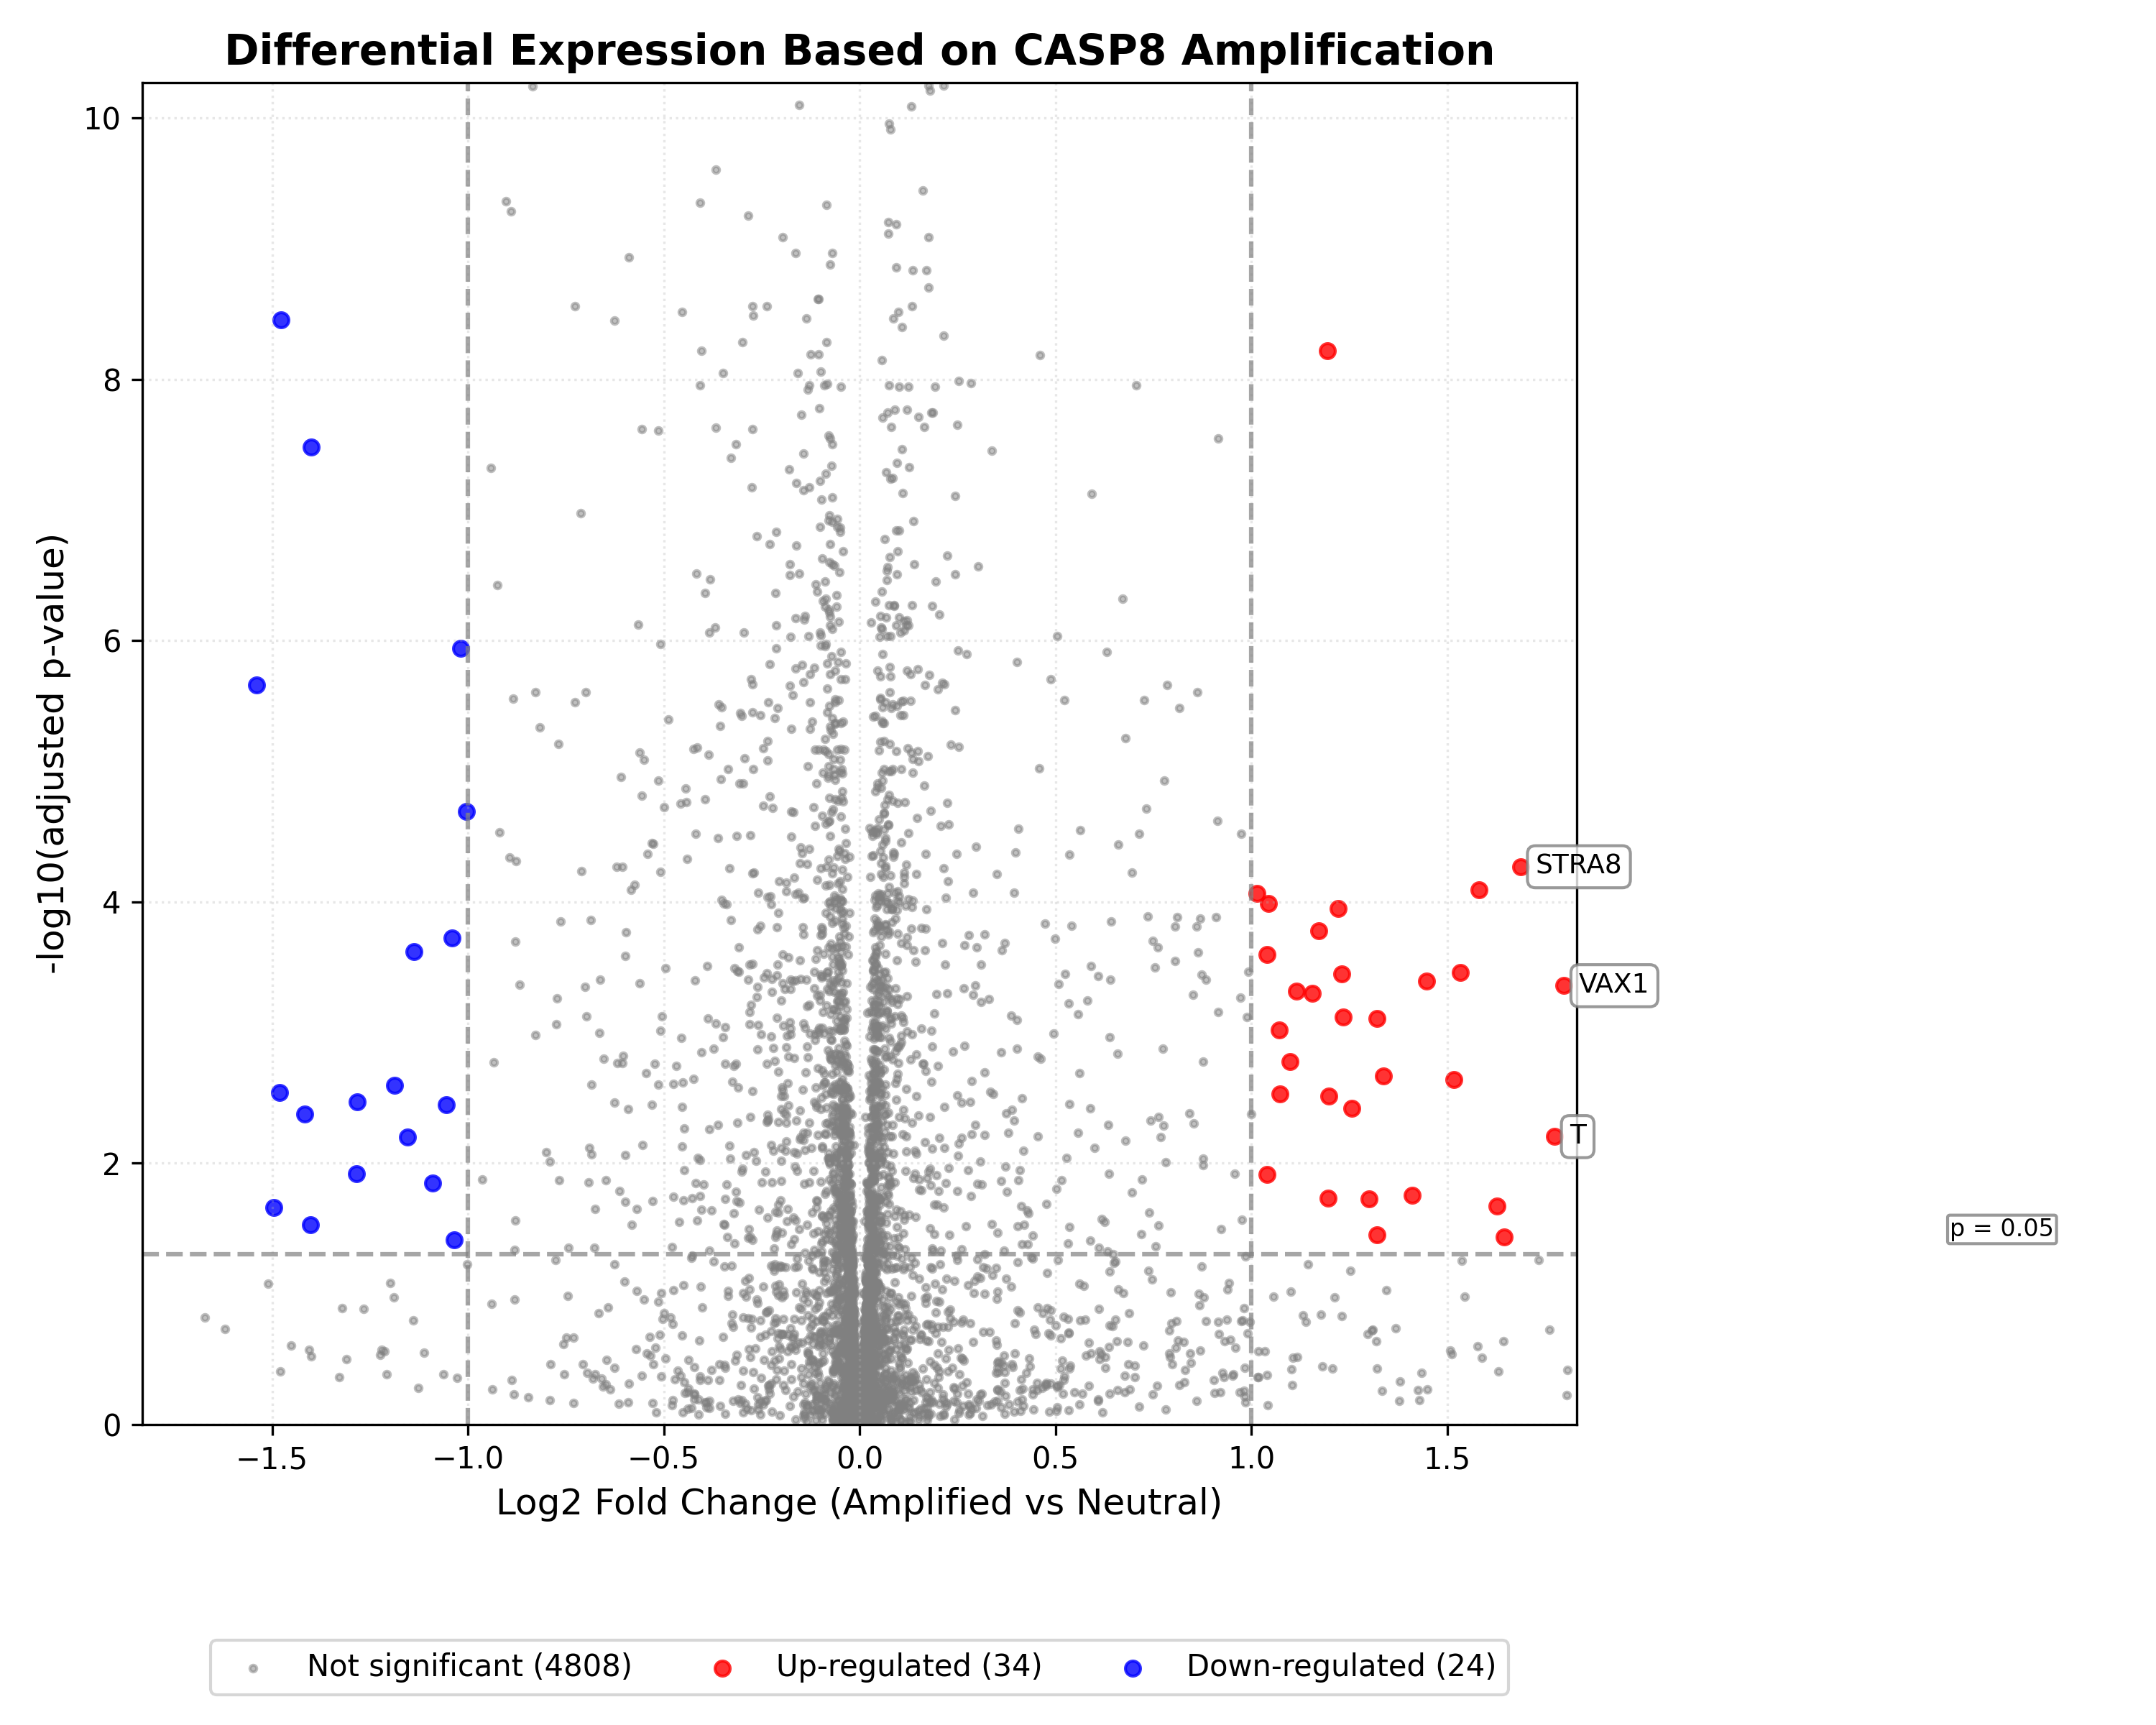 Differential Expression Based on CASP8 Amplification
-log10(adjusted p-value)
10
8
6
4
2
0
STRA8
VAX1
T
p = 0.05
−1.5
−1.0
−0.5
0.0
0.5
1.0
1.5
Log2 Fold Change (Amplified vs Neutral)
Not significant (4808)
Up-regulated (34)
Down-regulated (24)